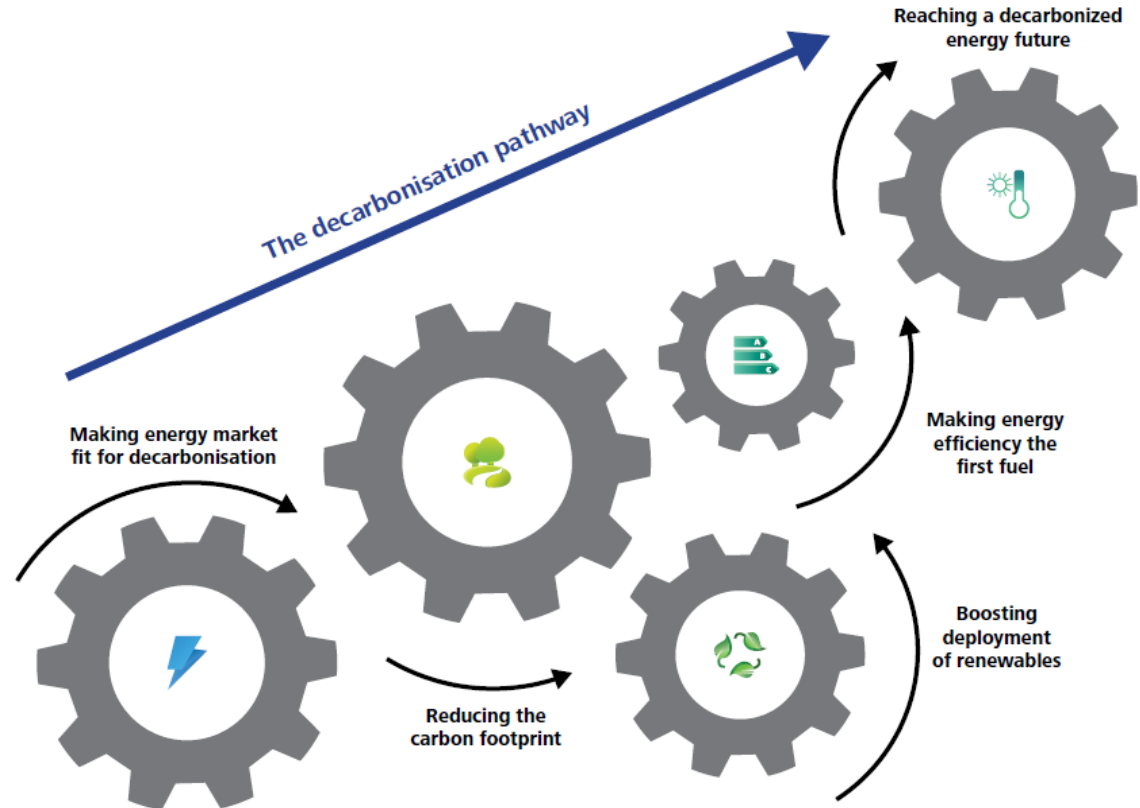 Reaching a decarbonized
energy future
The decarbonisation pathway
A
B
C
Making energy market
fit for decarbonisation
Making energy
efficiency the
first fuel
Boosting
deployment
of renewables
Reducing the
carbon footprint